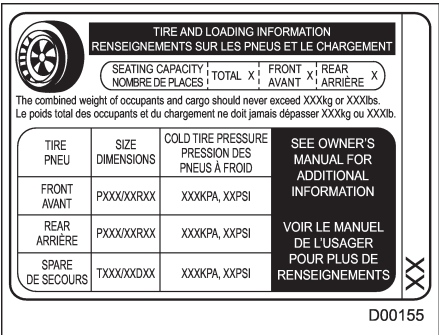 TIRE AND LOADING INFORMATION
RENSEIGNEMENTS SUR LES PNEUS ET LE CHARGEMENT
SEATING CAPACITY TOTAL X FRONT X REAR X
NOMBRE DE PLACES AVANT ARRIÈRE
The combined weight of occupants and cargo should never exceed XXXkg or XXXlbs.
Le poids total des occupants et du chargement ne doit jamais dépasser XXXkg ou XXXlb.
TIRE
PNEU
SIZE
DIMENSIONS
COLD TIRE PRESSURE
PRESSION DES
PNEUS À FROID
FRONT
AVANT
PXXX/XXRXX
XXXKPA, XXPSI
REAR
ARRIÈRE
PXXX/XXRXX
XXXKPA, XXPSI
SPARE
DE SECOURS
TXXX/XXDXX
XXXKPA, XXPSI
SEE OWNER'S
MANUAL FOR
ADDITIONAL
INFORMATION
VOIR LE MANUEL
DE L'USAGER
POUR PLUS DE
RENSEIGNEMENTS
XX
D00155